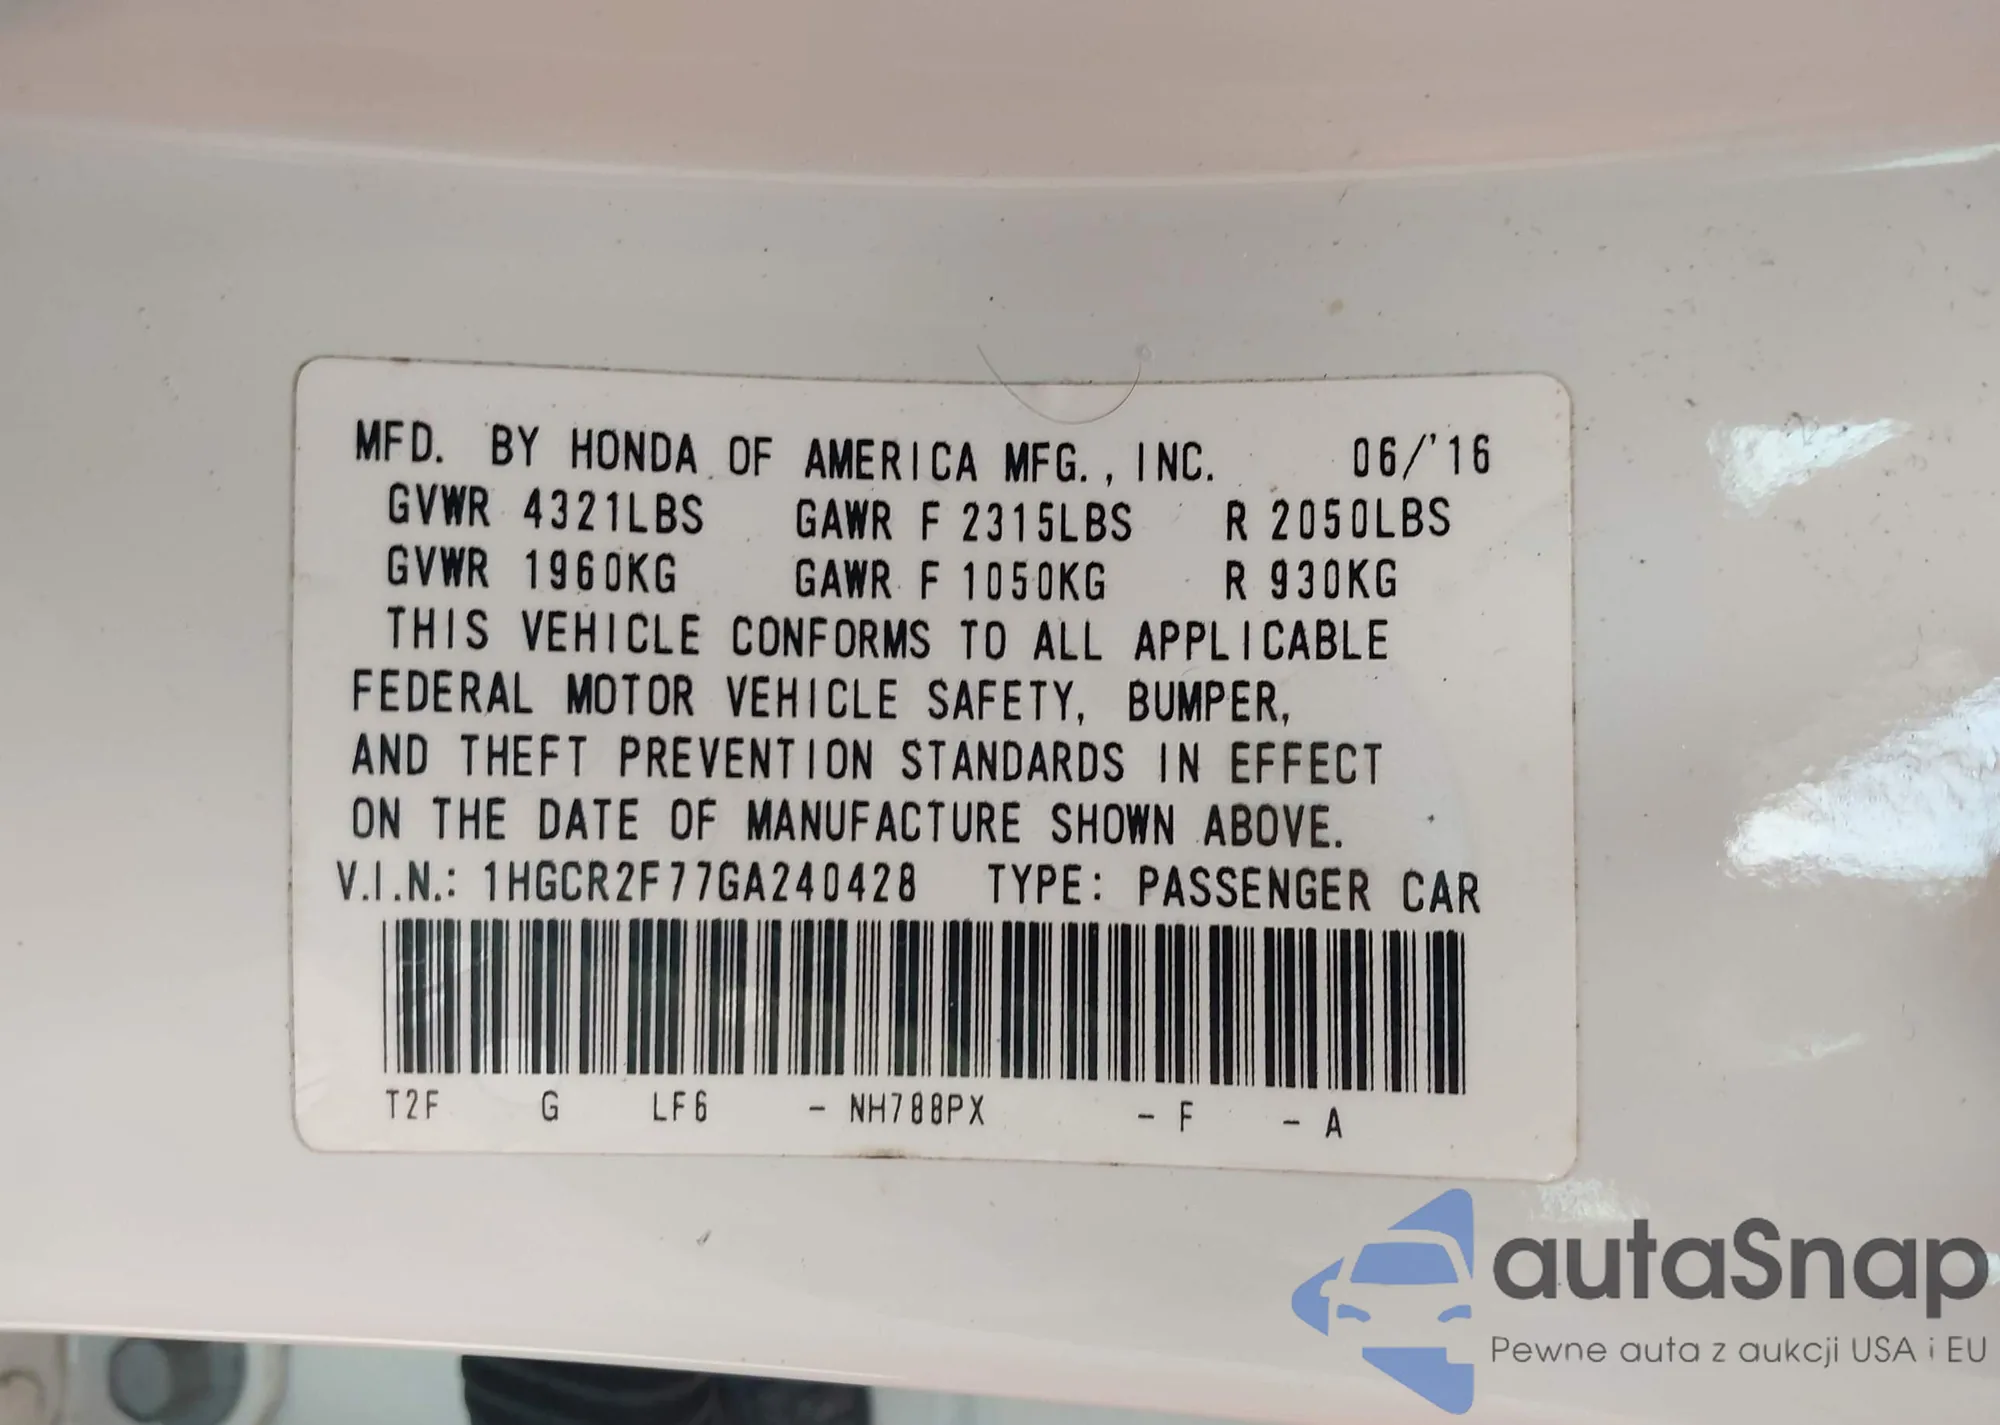 MFD. BY HONDA OF AMERICA MFG., INC. 06/'16
GVWR 4321LBS GAWR F 2315LBS R 2050LBS
GVWR 1960KG GAWR F 1050KG R 930KG
THIS VEHICLE CONFORMS TO ALL APPLICABLE
FEDERAL MOTOR VEHICLE SAFETY, BUMPER,
AND THEFT PREVENTION STANDARDS IN EFFECT
ON THE DATE OF MANUFACTURE SHOWN ABOVE.
V.I.N.: 1HGCR2F77GA240428 TYPE: PASSENGER CAR
T2F G LF6 - NH788PX - F - A
autaSnap
Pewne auta z aukcji USA i EU